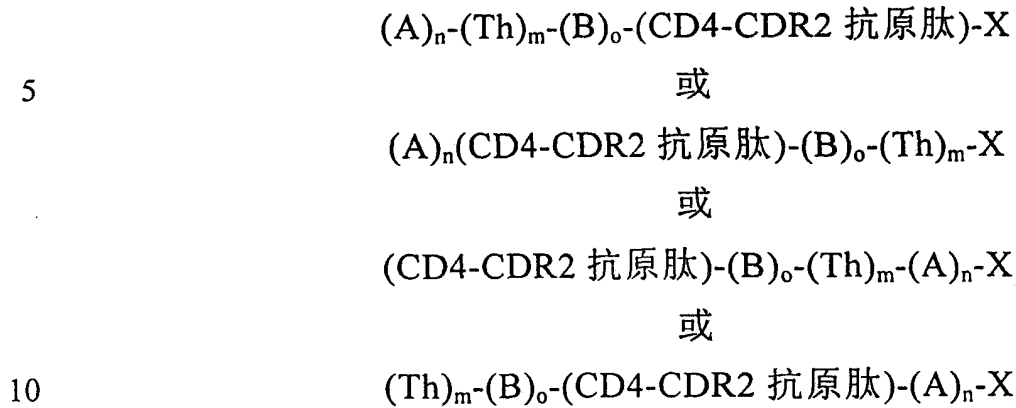 (A)ₙ-(Th)ₘ-(B)ₒ-(CD4-CDR2 抗原肽)-X
5 或
(A)ₙ(CD4-CDR2 抗原肽)-(B)ₒ-(Th)ₘ-X
或
(CD4-CDR2 抗原肽)-(B)ₒ-(Th)ₘ-(A)ₙ-X
或
10 (Th)ₘ-(B)ₒ-(CD4-CDR2 抗原肽)-(A)ₙ-X